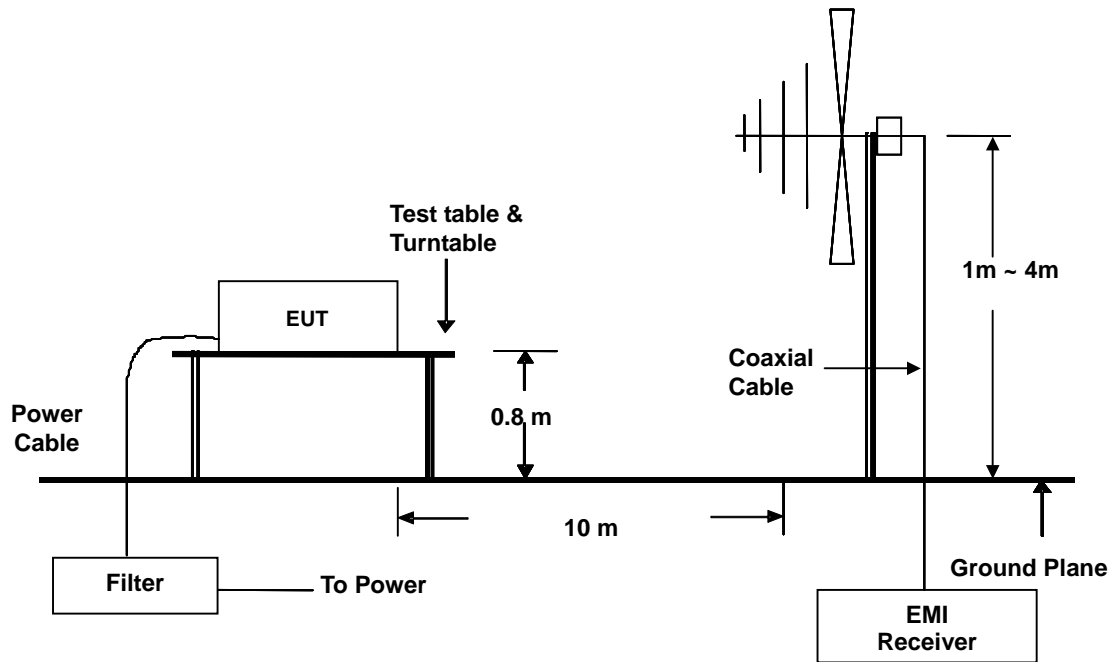 Test table &
Turntable
EUT
1m ~ 4m
Coaxial
Cable
0.8 m
Power
Cable
10 m
Ground Plane
Filter
To Power
EMI
Receiver